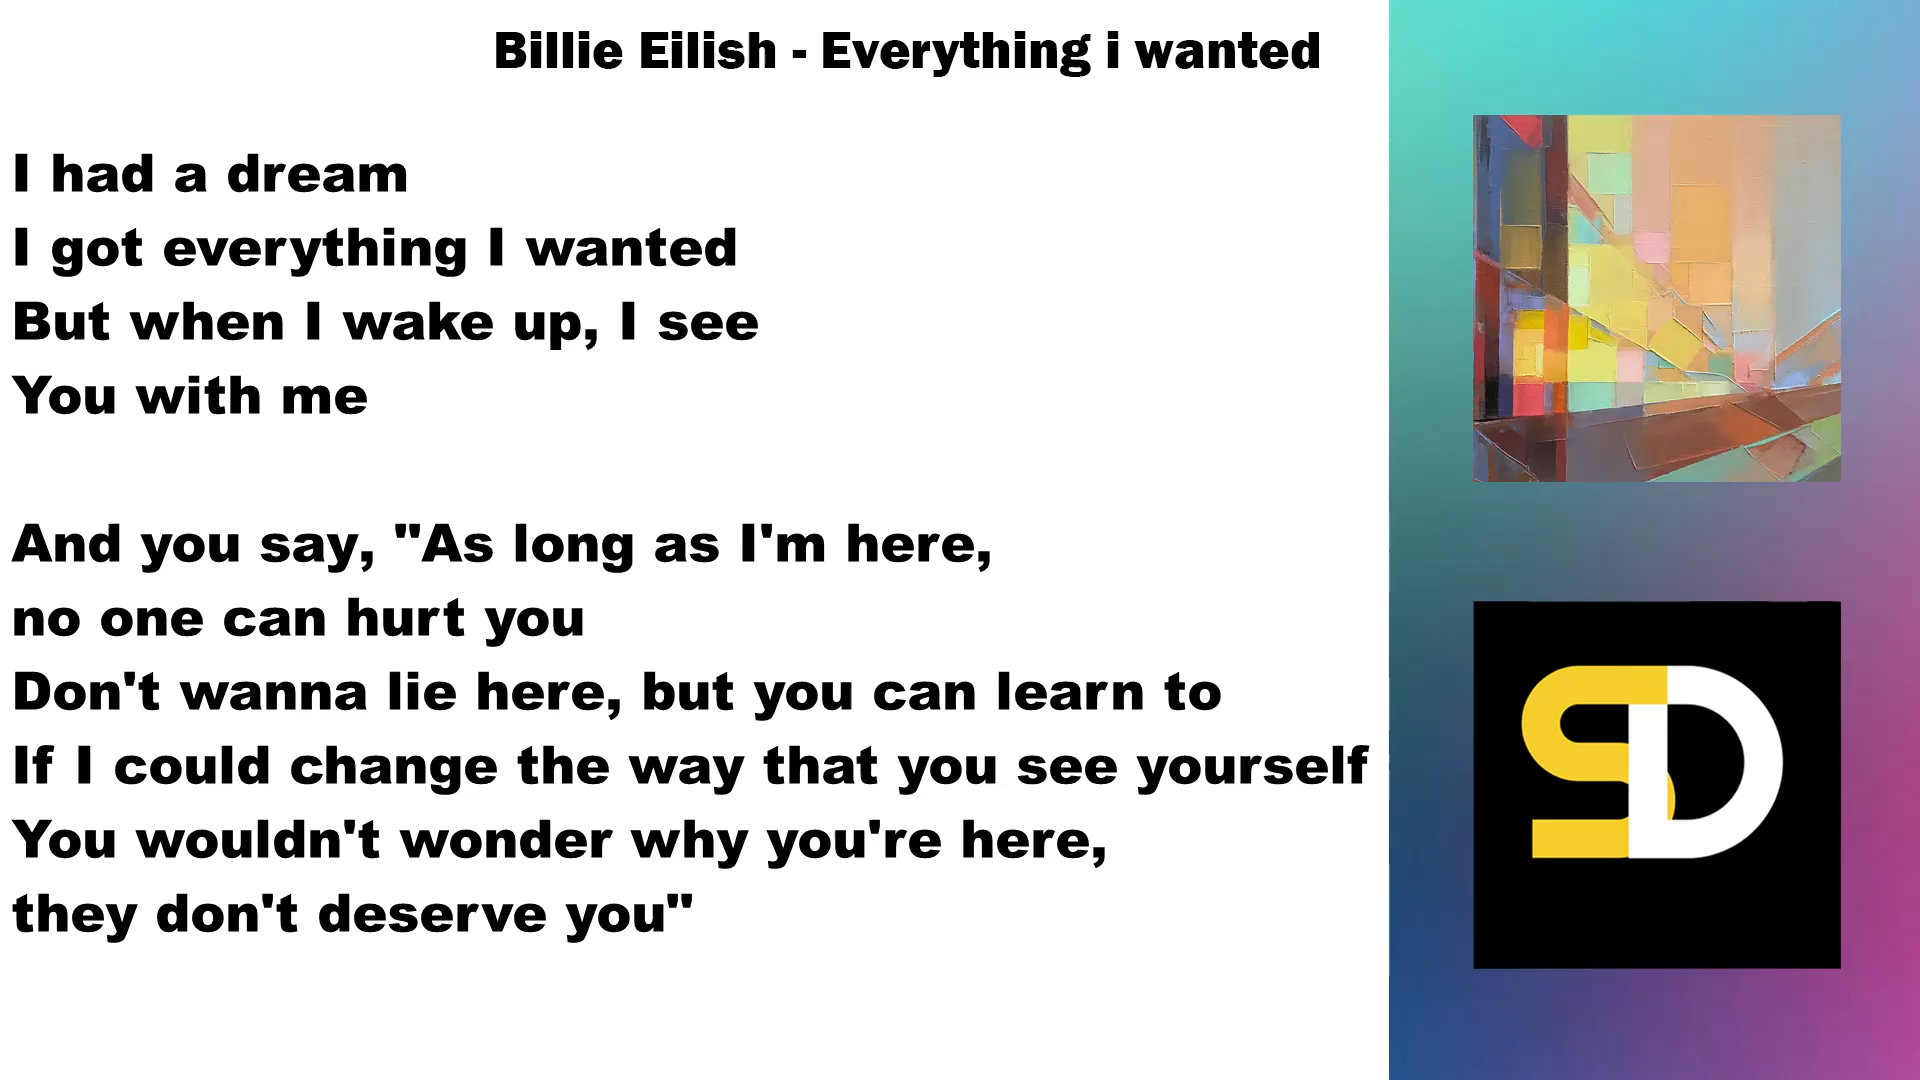 Billie Eilish - Everything i wanted
I had a dream
I got everything I wanted
But when I wake up, I see
You with me
And you say, "As long as I'm here,
no one can hurt you
Don't wanna lie here, but you can learn to
If I could change the way that you see yourself
You wouldn't wonder why you're here,
they don't deserve you"
SD